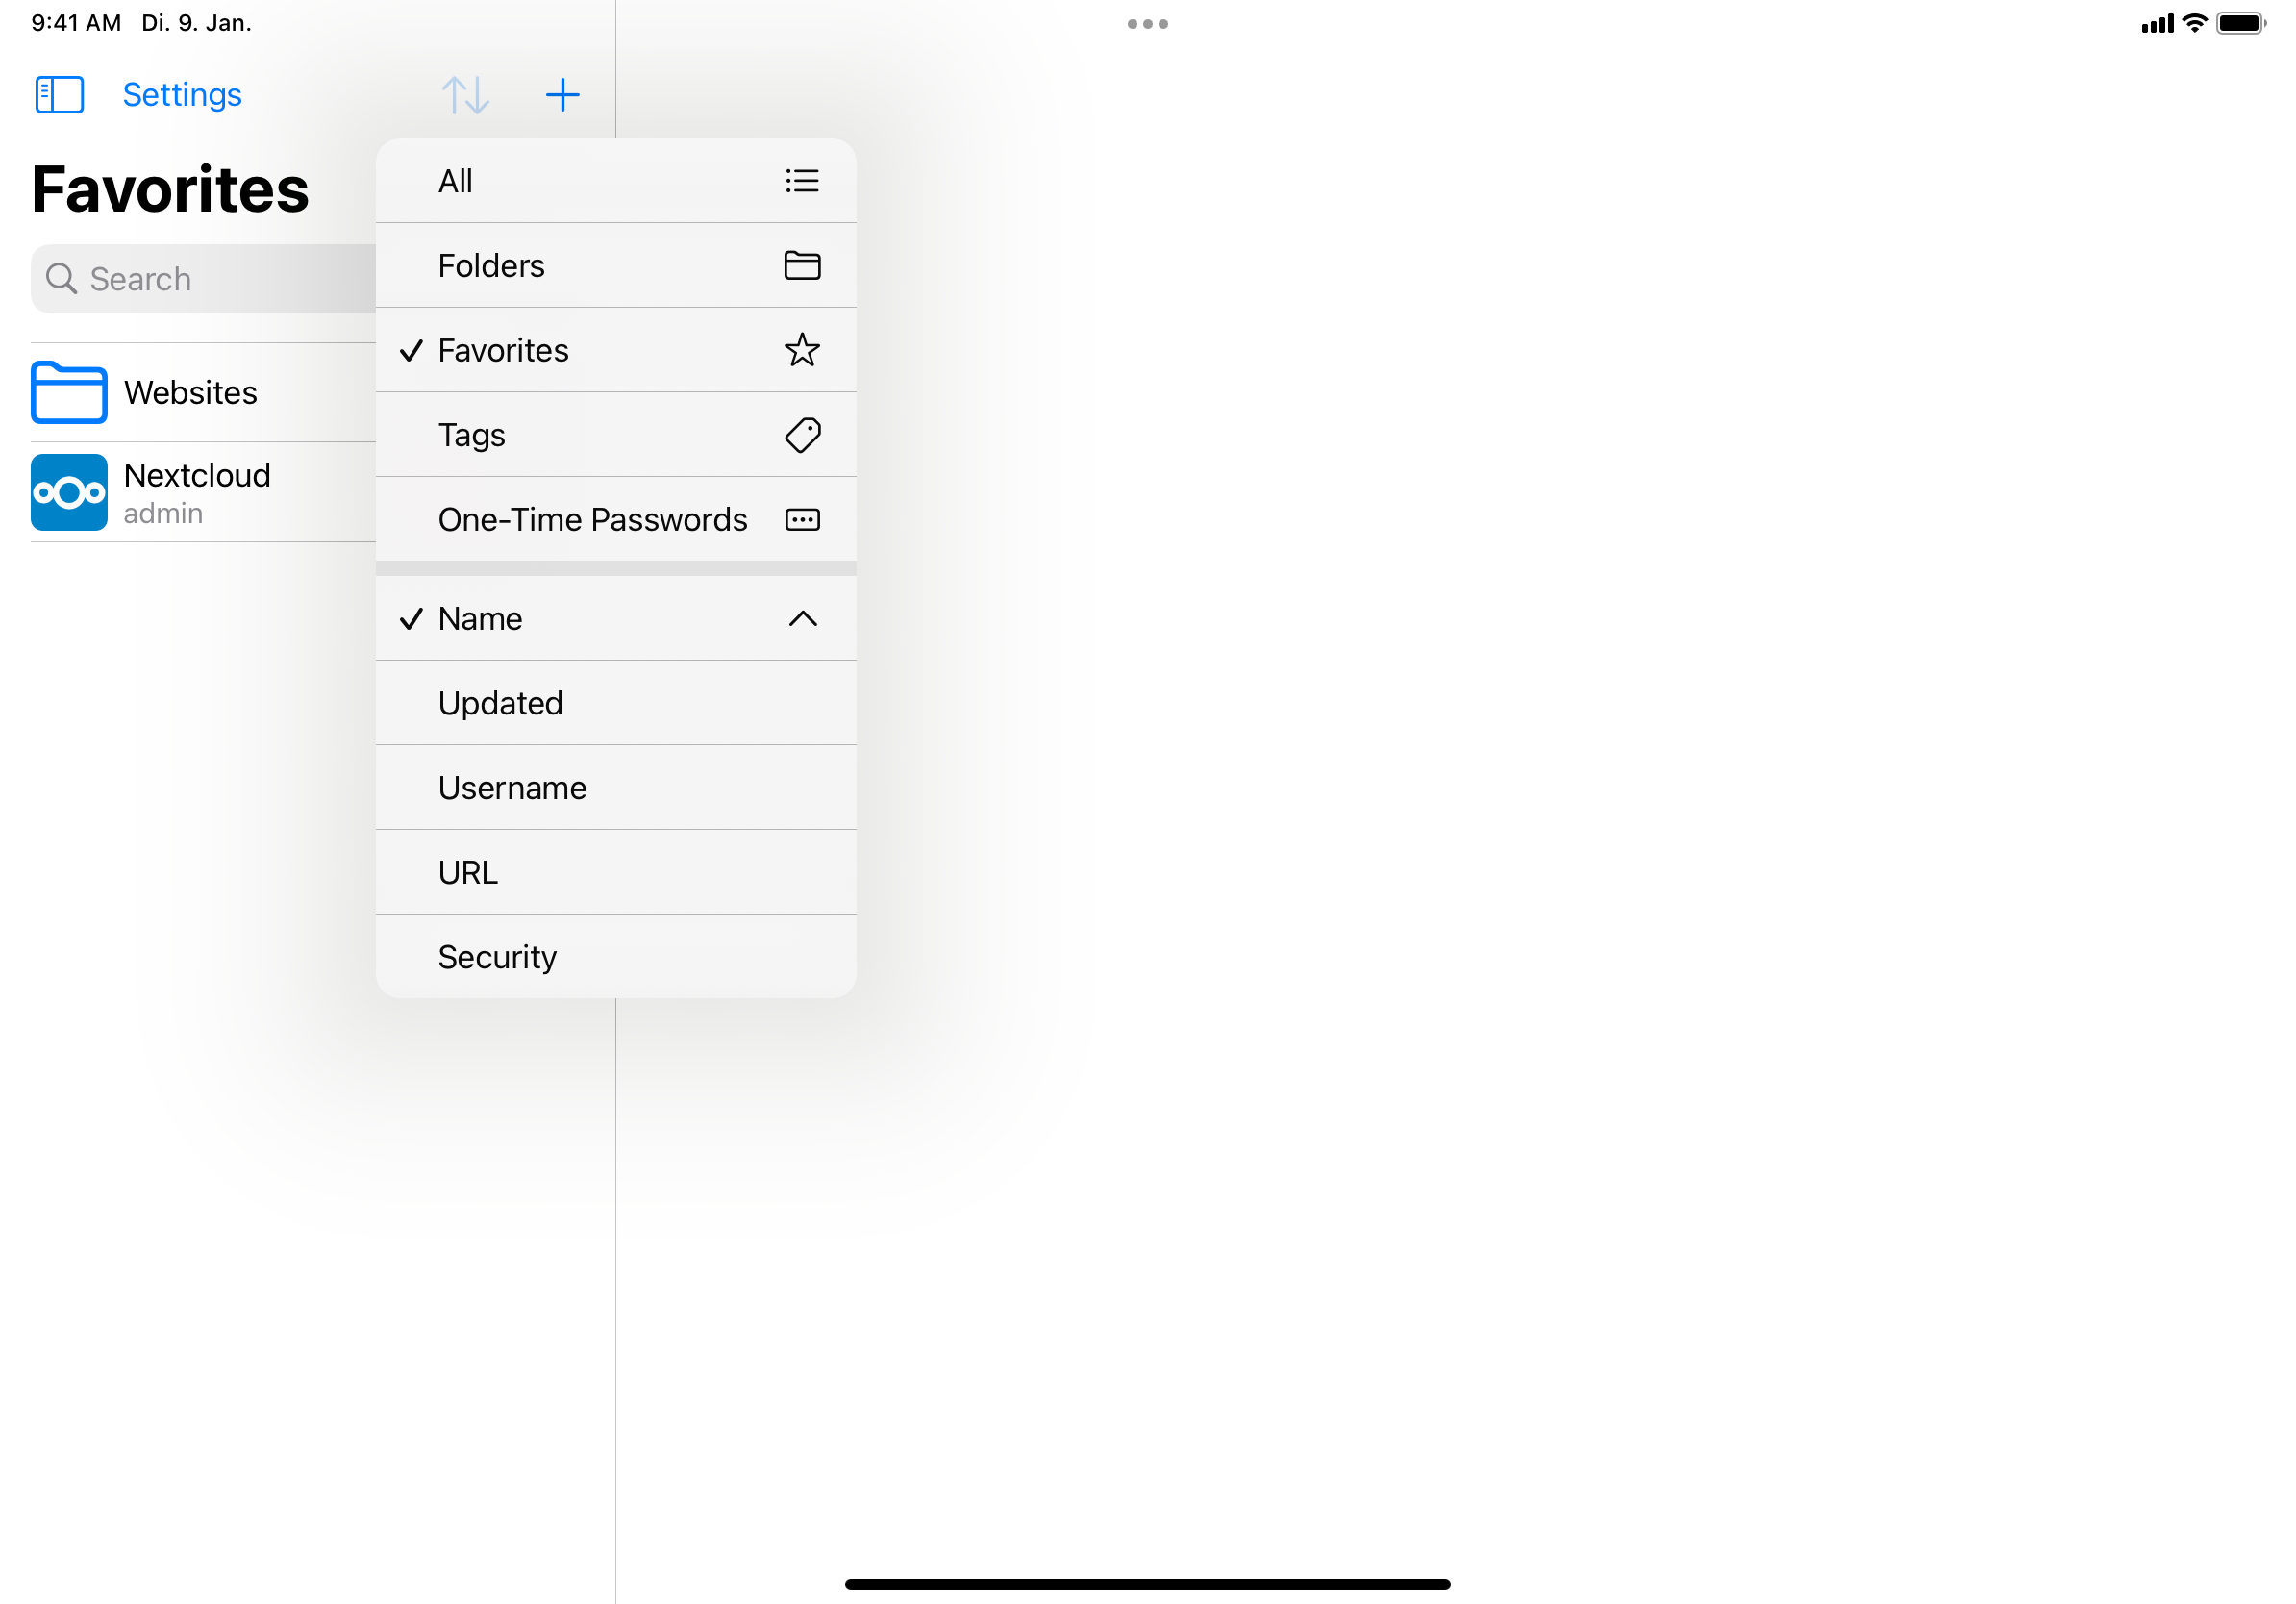 9:41 AM Di. 9. Jan.
Settings
Favorites
Search
Websites
Nextcloud
admin
All
Folders
Favorites
Tags
One-Time Passwords
Name
Updated
Username
URL
Security